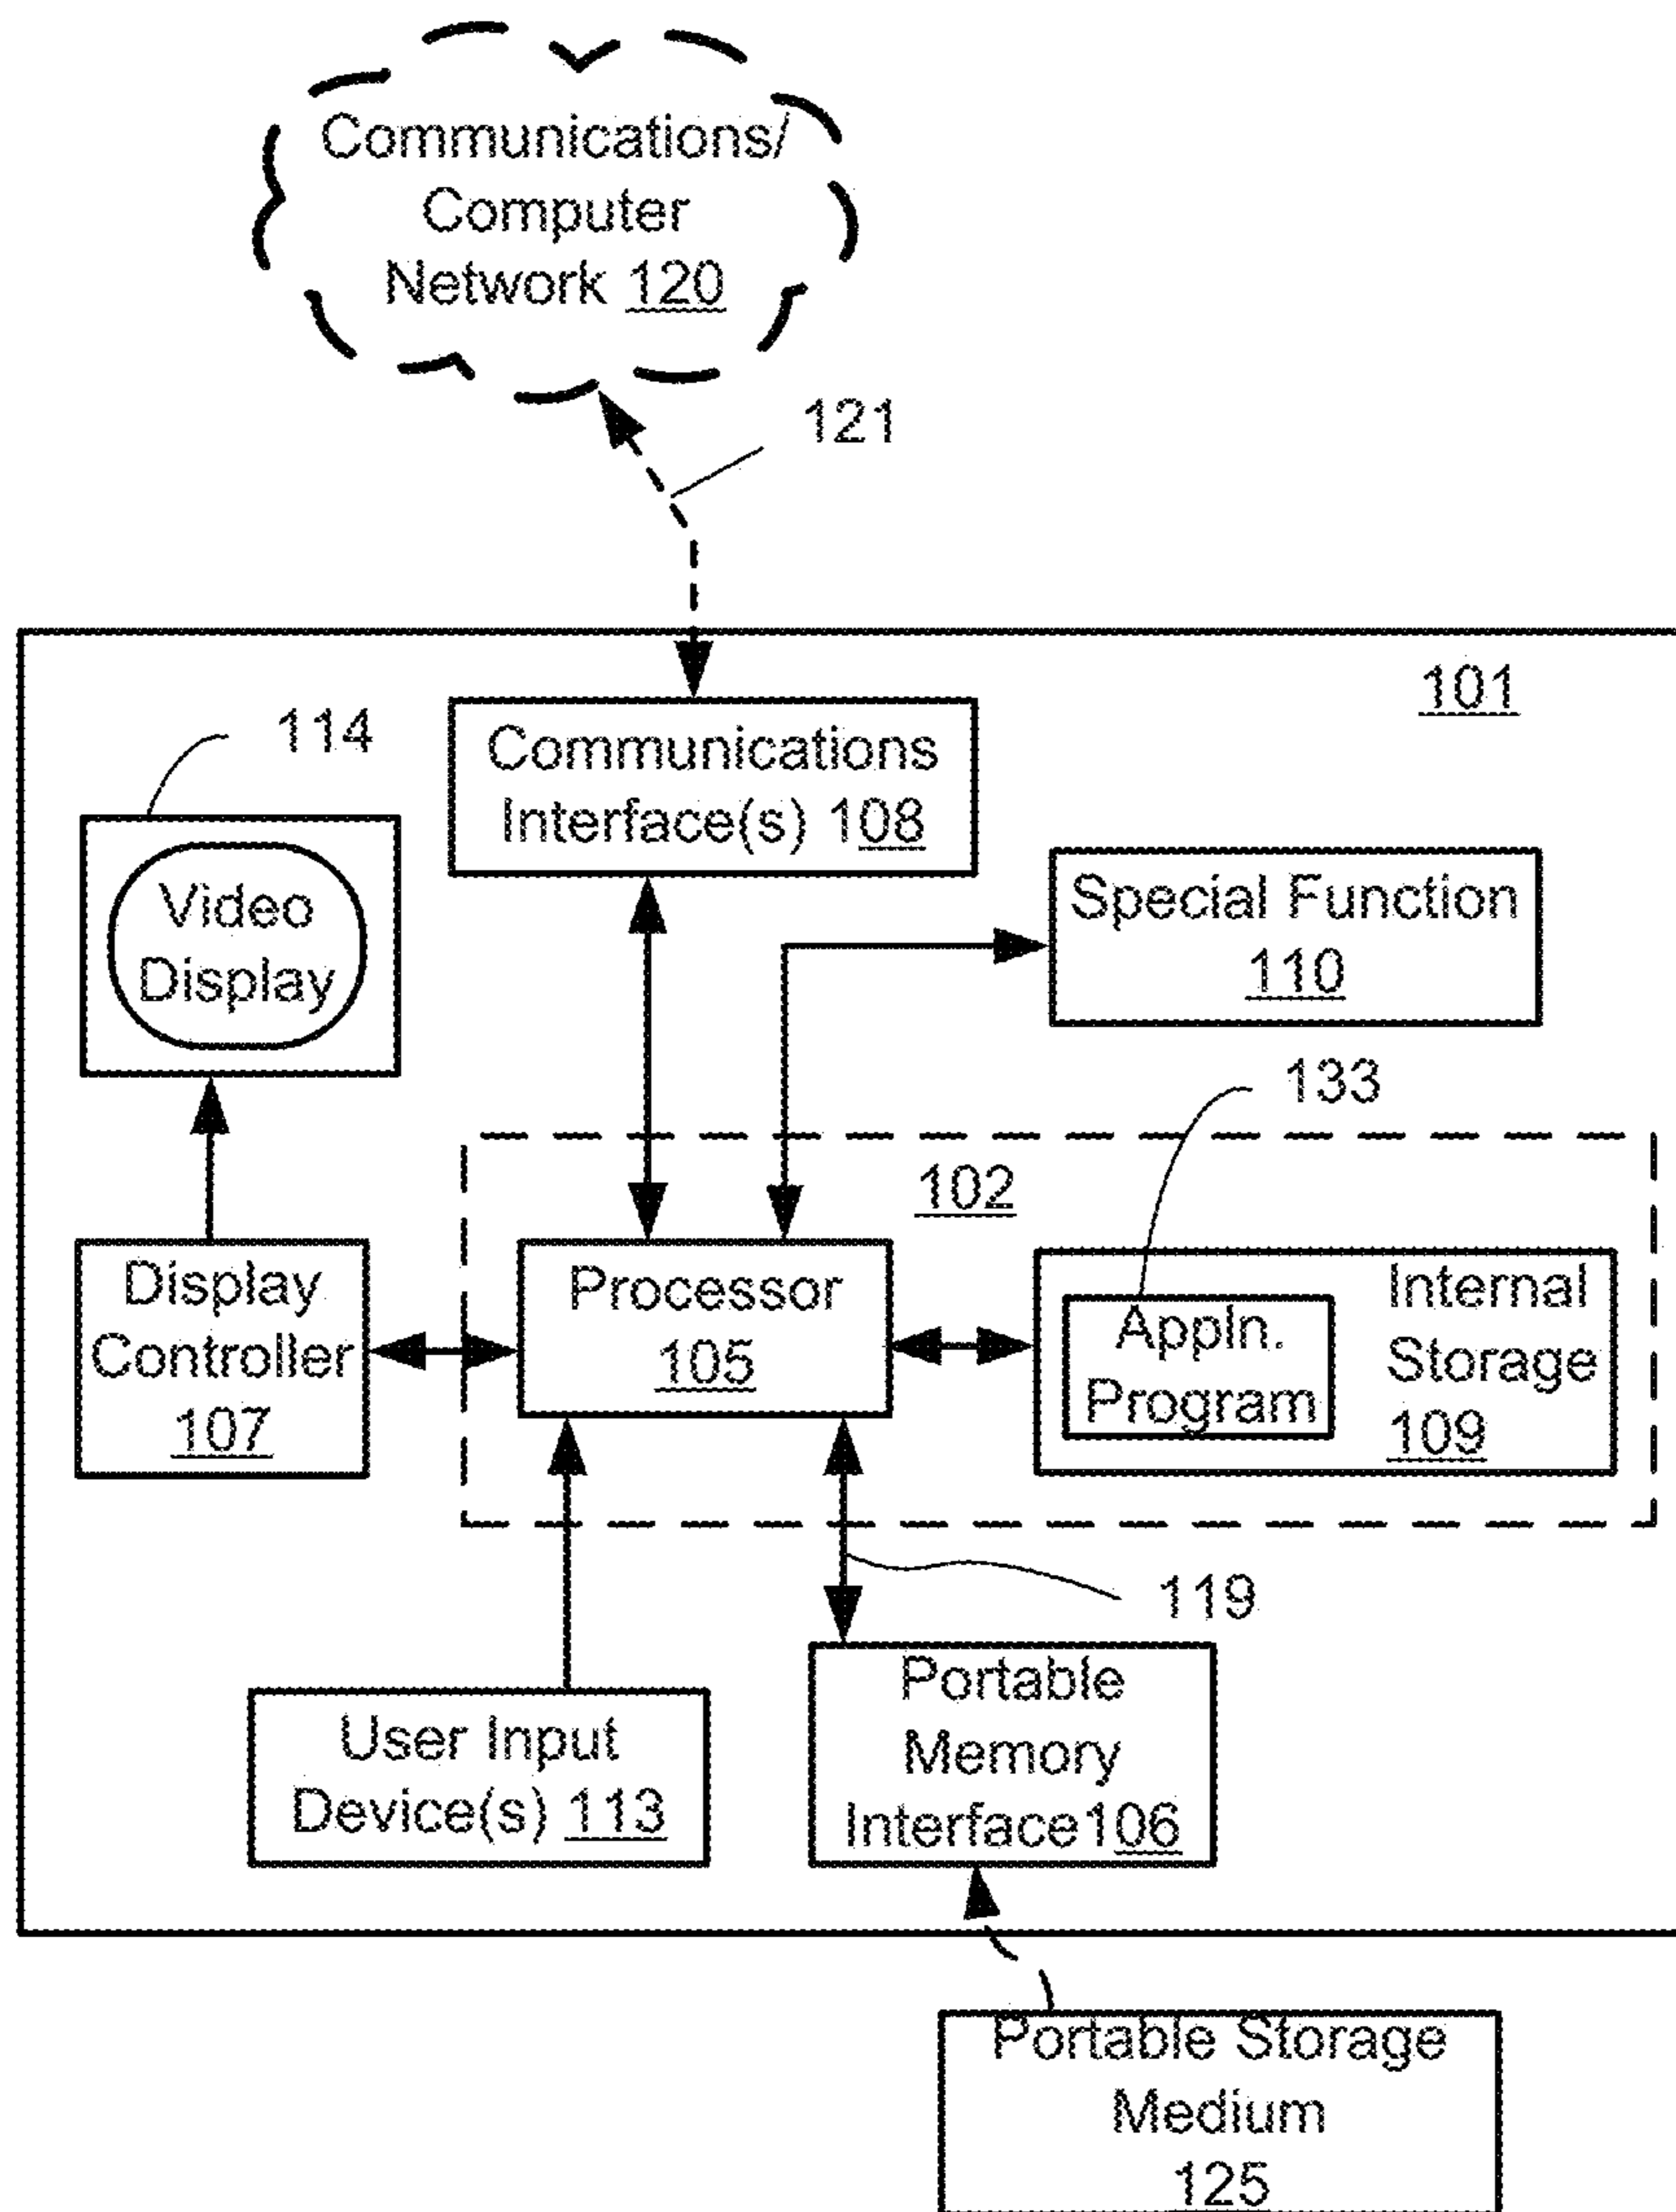 Communications/
Computer
Network 120
121
101
114
Communications
Interface(s) 108
Video
Display
Special Function
110
133
102
Display
Controller
107
Processor
105
Appln.
Program
Internal
Storage
109
119
User Input
Device(s) 113
Portable
Memory
Interface106
Portable Storage
Medium
125